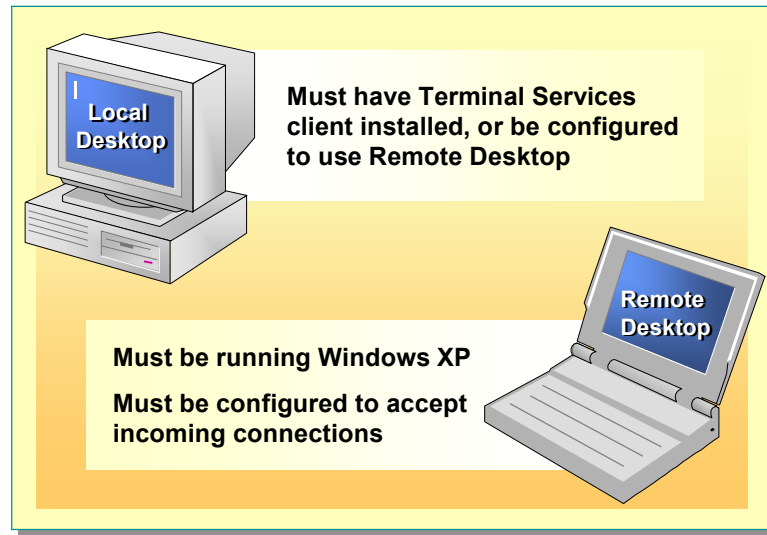 Local
Desktop
Must have Terminal Services
client installed, or be configured
to use Remote Desktop
Remote
Desktop
Must be running Windows XP
Must be configured to accept
incoming connections